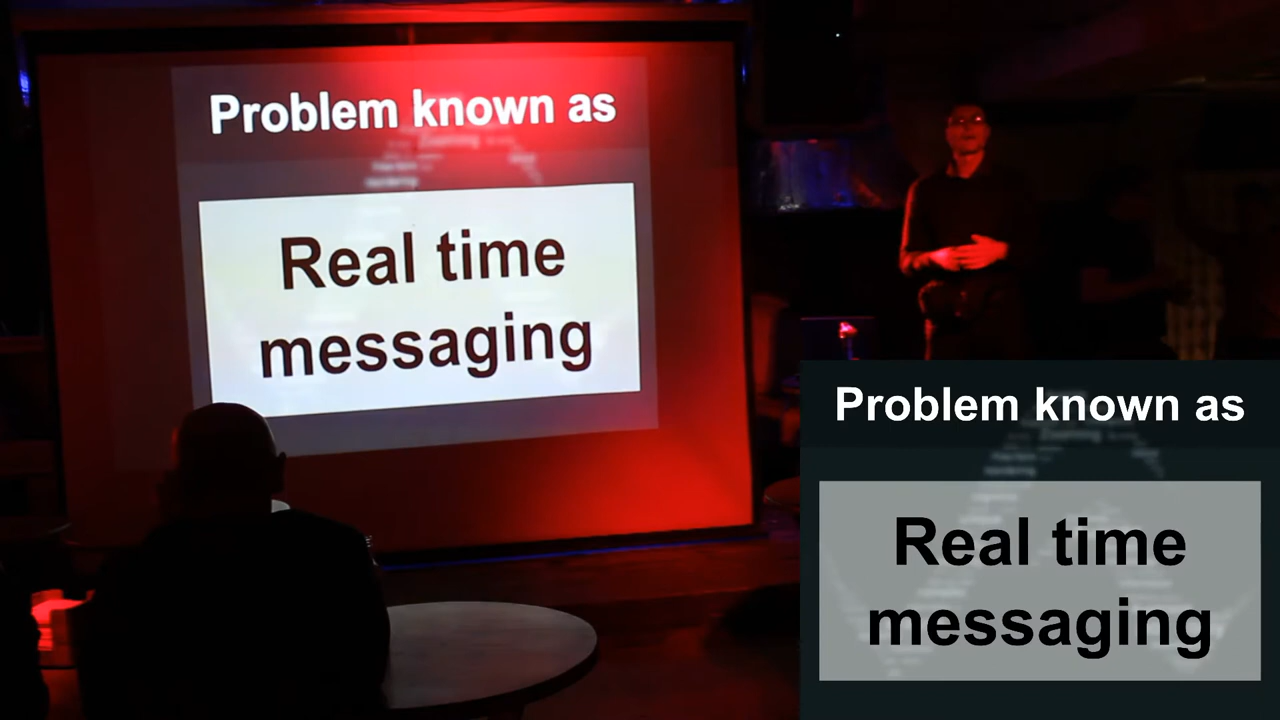 Problem known as
Real time
messaging
Problem known as
Real time
messaging